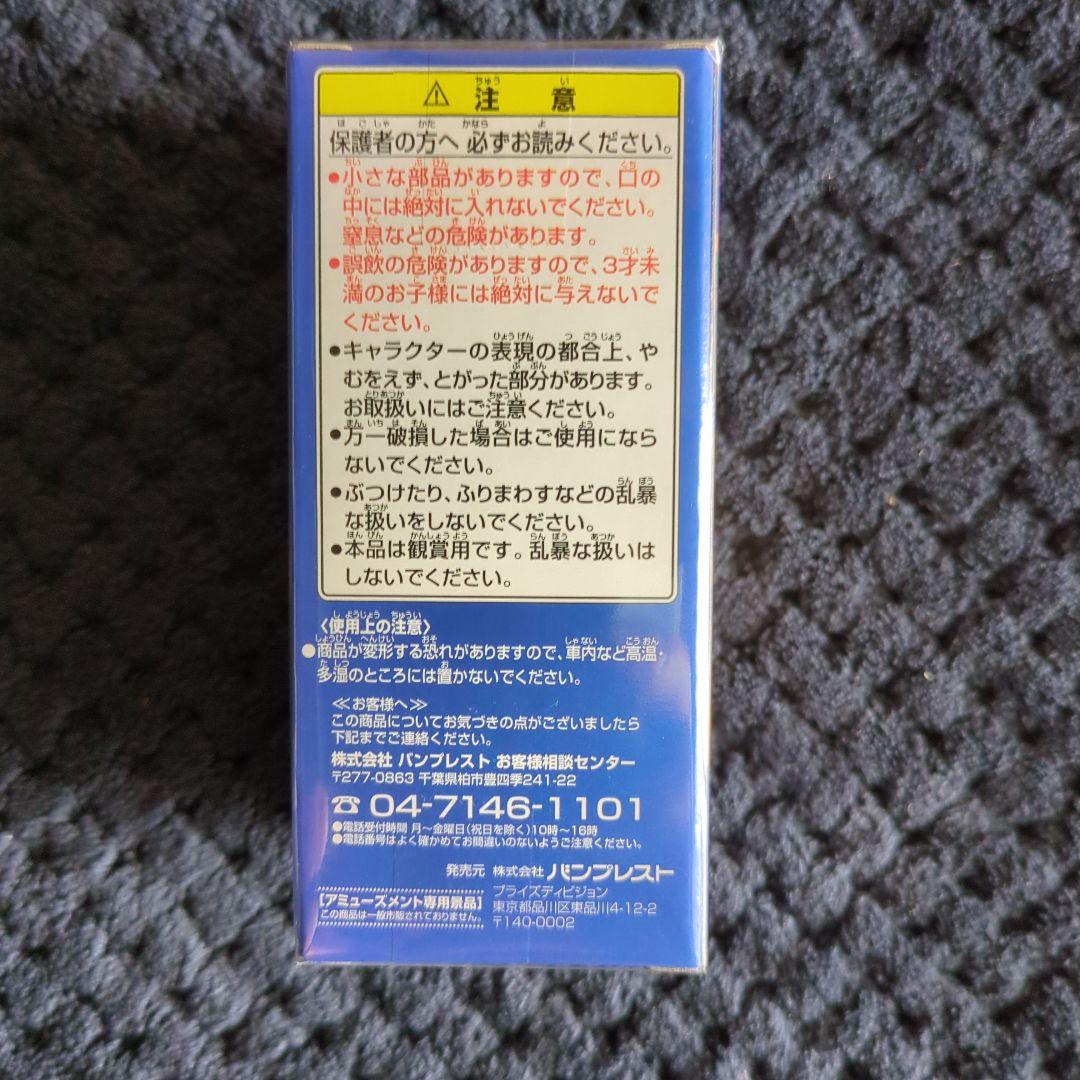 ⚠ 注意
保護者の方へ 必ずお読みください。
●小さな部品がありますので、口の
中には絶対に入れないでください。
窒息などの危険があります。
●誤飲の危険がありますので、3才未
満のお子様には絶対に与えないで
ください。
●キャラクターの表現の都合上、や
むをえず、とがった部分があります。
お取扱いにはご注意ください。
●万一破損した場合はご使用になら
ないでください。
●ぶつけたり、ふりまわすなどの乱暴
な扱いをしないでください。
●本品は観賞用です。乱暴な扱いは
しないでください。
〈使用上の注意〉
●商品が変形する恐れがありますので、車内など高温・
多湿のところには置かないでください。
≪お客様へ≫
この商品についてお気づきの点がございましたら
下記までご連絡ください。
株式会社 バンプレスト お客様相談センター
〒277-0863 千葉県柏市豊四季241-22
☎ 04-7146-1101
●電話受付時間 月〜金曜日(祝日を除く)10時〜16時
●電話番号はよく確かめてお間違いのないようご注意ください。
発売元 株式会社 バンプレスト
プライズディビジョン
東京都品川区東品川4-12-2
〒140-0002
[アミューズメント専用景品]
この商品は一般市販されておりません。